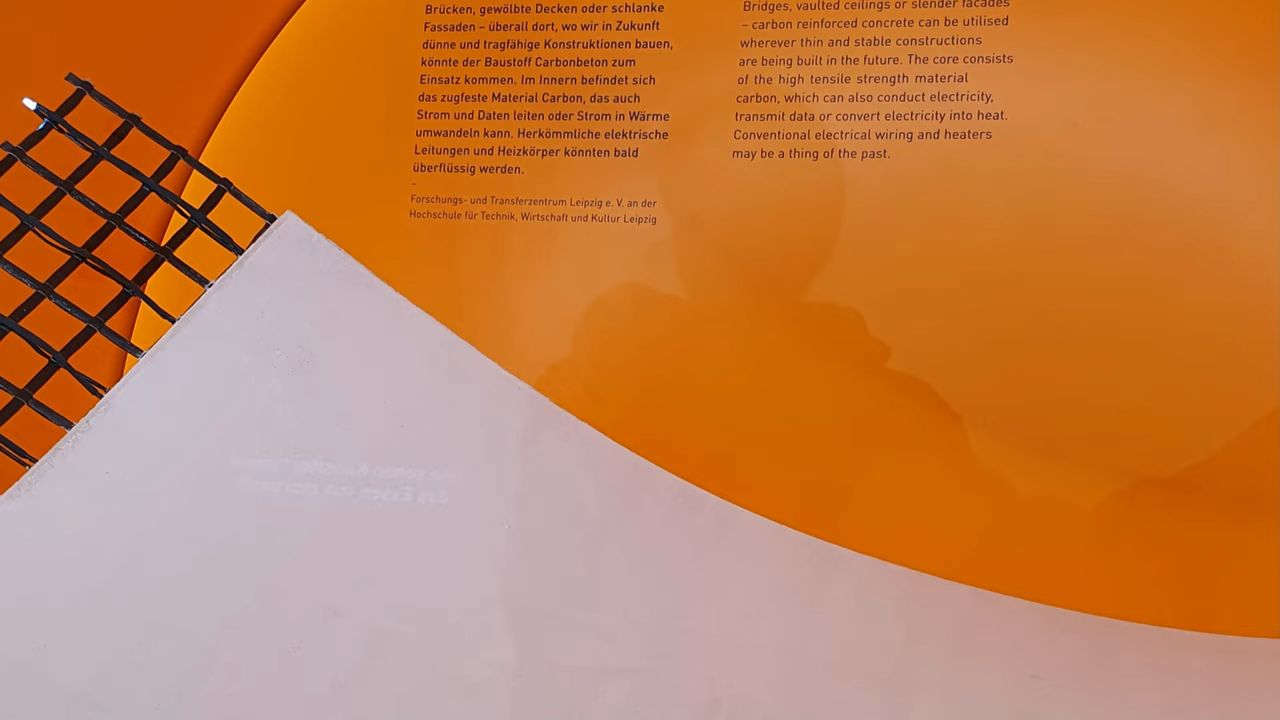 Brücken, gewölbte Decken oder schlanke
Fassaden – überall dort, wo wir in Zukunft
dünne und tragfähige Konstruktionen bauen,
könnte der Baustoff Carbonbeton zum
Einsatz kommen. Im Innern befindet sich
das zugfeste Material Carbon, das auch
Strom und Daten leiten oder Strom in Wärme
umwandeln kann. Herkömmliche elektrische
Leitungen und Heizkörper könnten bald
überflüssig werden.
–
Forschungs- und Transferzentrum Leipzig e. V. an der
Hochschule für Technik, Wirtschaft und Kultur Leipzig
Bridges, vaulted ceilings or slender facades
– carbon reinforced concrete can be utilised
wherever thin and stable constructions
are being built in the future. The core consists
of the high tensile strength material
carbon, which can also conduct electricity,
transmit data or convert electricity into heat.
Conventional electrical wiring and heaters
may be a thing of the past.